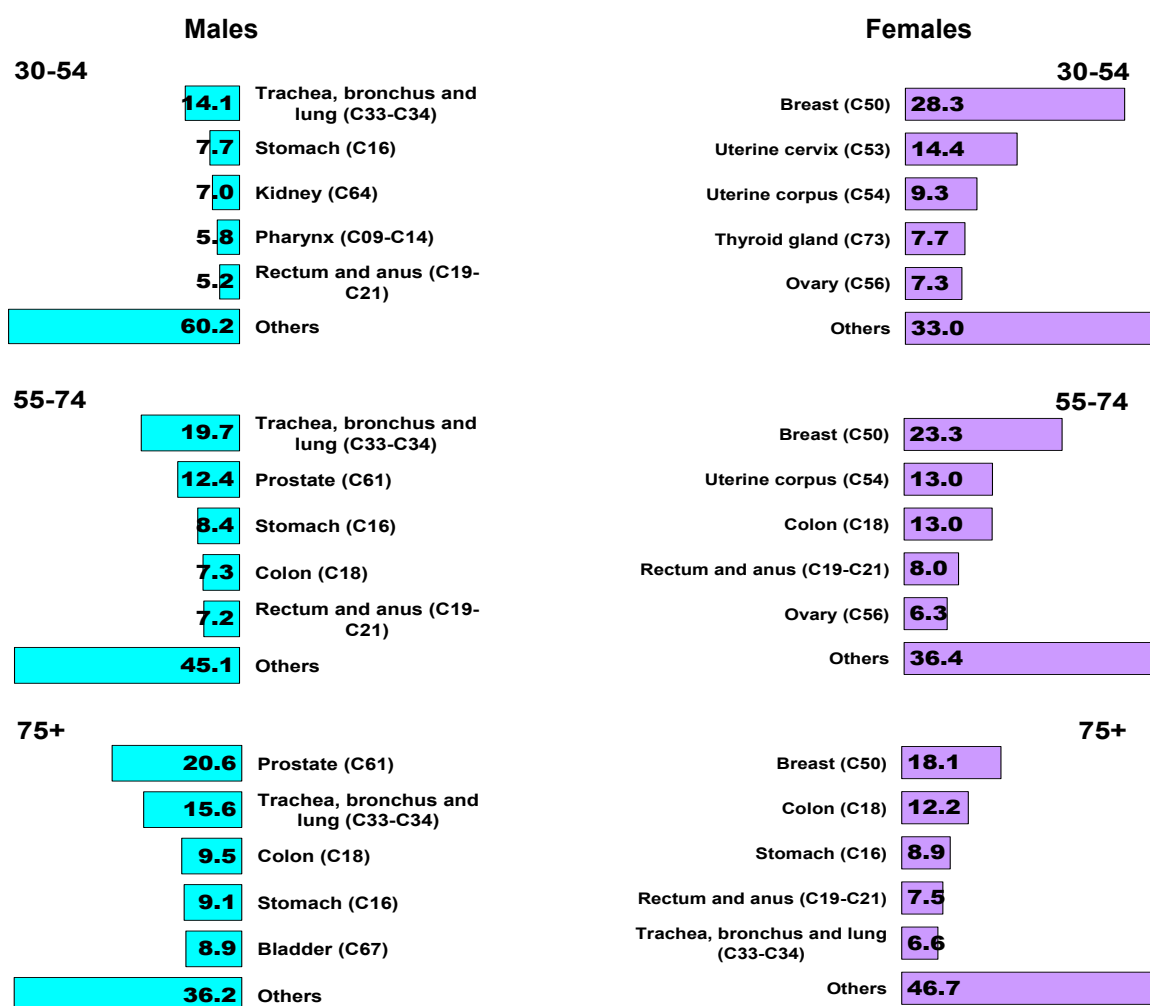 Males
30-54
14.1
Trachea, bronchus and
lung (C33-C34)
7.7
Stomach (C16)
7.0
Kidney (C64)
5.8
Pharynx (C09-C14)
5.2
Rectum and anus (C19-
C21)
60.2
Others
55-74
19.7
Trachea, bronchus and
lung (C33-C34)
12.4
Prostate (C61)
8.4
Stomach (C16)
7.3
Colon (C18)
7.2
Rectum and anus (C19-
C21)
45.1
Others
75+
20.6
Prostate (C61)
15.6
Trachea, bronchus and
lung (C33-C34)
9.5
Colon (C18)
9.1
Stomach (C16)
8.9
Bladder (C67)
36.2
Others
Females
30-54
Breast (C50)
28.3
Uterine cervix (C53)
14.4
Uterine corpus (C54)
9.3
Thyroid gland (C73)
7.7
Ovary (C56)
7.3
Others
33.0
55-74
Breast (C50)
23.3
Uterine corpus (C54)
13.0
Colon (C18)
13.0
Rectum and anus (C19-C21)
8.0
Ovary (C56)
6.3
Others
36.4
75+
Breast (C50)
18.1
Colon (C18)
12.2
Stomach (C16)
8.9
Rectum and anus (C19-C21)
7.5
Trachea, bronchus and lung
(C33-C34)
6.6
Others
46.7